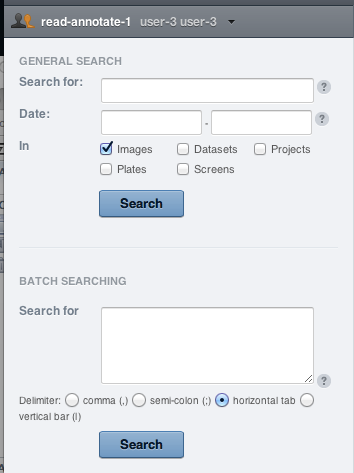 read-annotate-1 user-3 user-3
GENERAL SEARCH
Search for:
?
Date:
-
?
In
Images Datasets Projects
Plates Screens
Search
BATCH SEARCHING
Search for
?
Delimiter: comma (,) semi-colon (;) horizontal tab
vertical bar (|)
Search